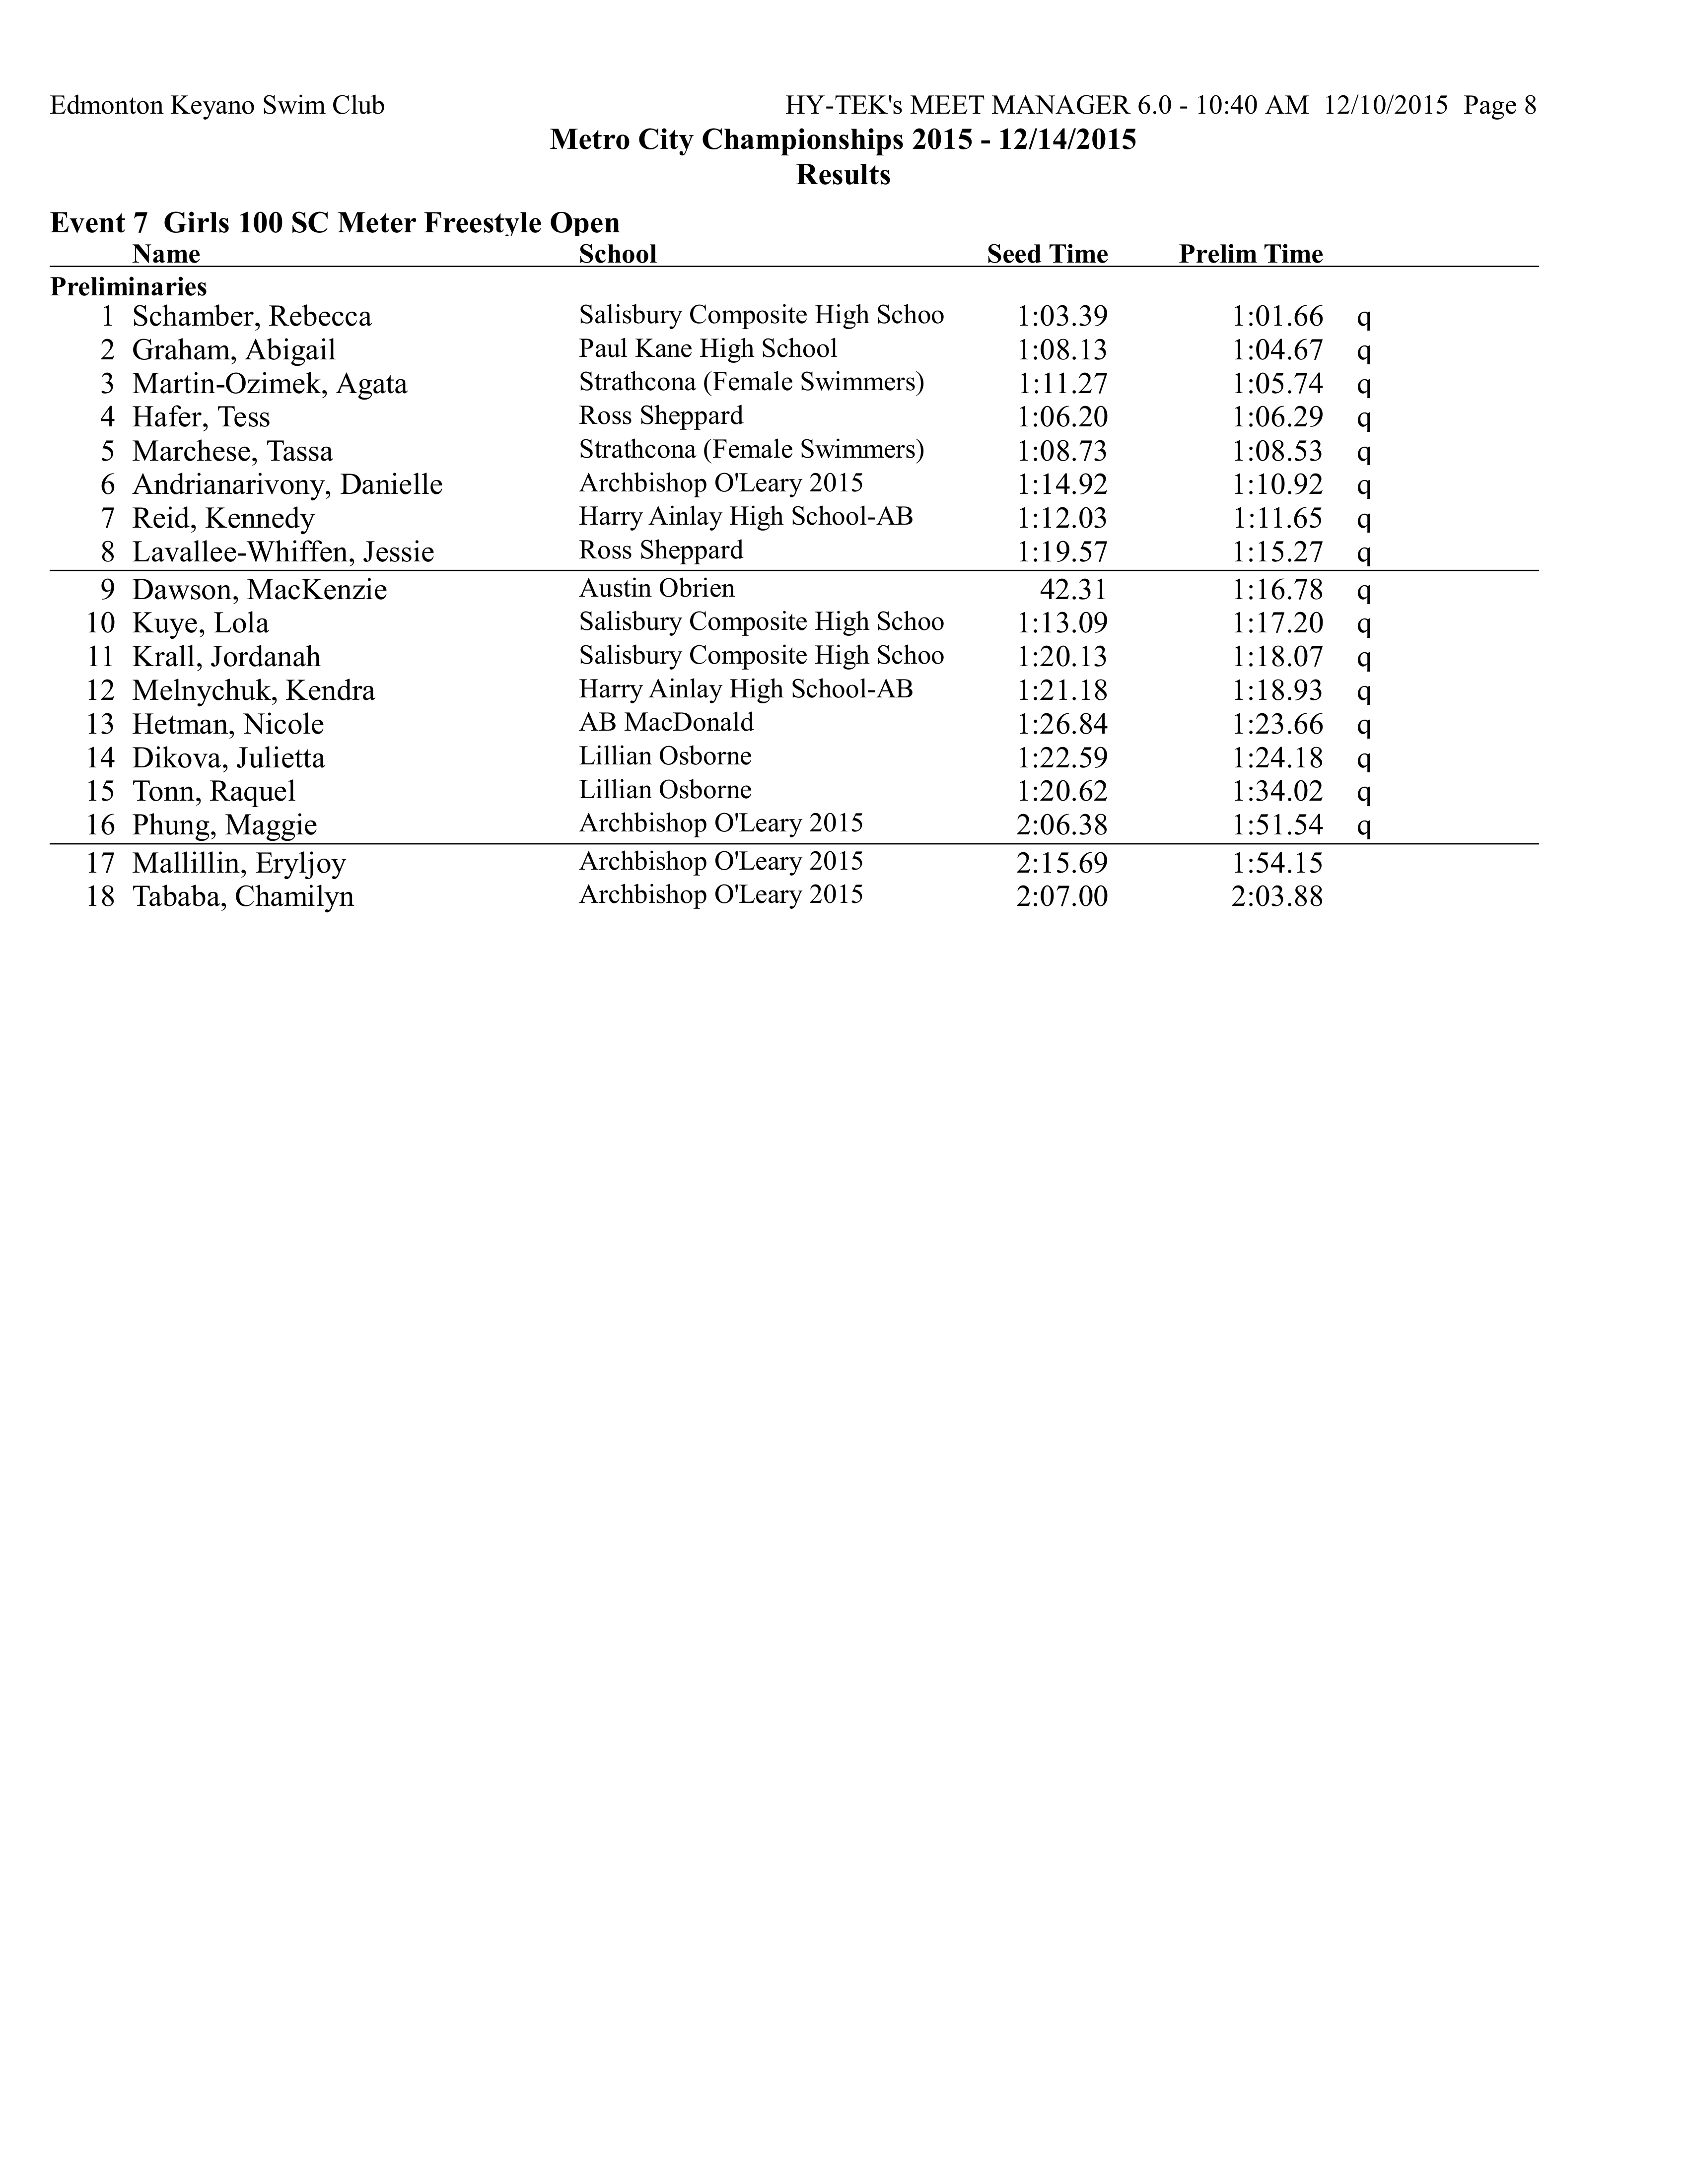 Edmonton Keyano Swim Club HY-TEK's MEET MANAGER 6.0 - 10:40 AM 12/10/2015 Page 8
Metro City Championships 2015 - 12/14/2015
Results
Event 7 Girls 100 SC Meter Freestyle Open
Name School Seed Time Prelim Time
Preliminaries
1 Schamber, Rebecca Salisbury Composite High Schoo 1:03.39 1:01.66 q
2 Graham, Abigail Paul Kane High School 1:08.13 1:04.67 q
3 Martin-Ozimek, Agata Strathcona (Female Swimmers) 1:11.27 1:05.74 q
4 Hafer, Tess Ross Sheppard 1:06.20 1:06.29 q
5 Marchese, Tassa Strathcona (Female Swimmers) 1:08.73 1:08.53 q
6 Andrianarivony, Danielle Archbishop O'Leary 2015 1:14.92 1:10.92 q
7 Reid, Kennedy Harry Ainlay High School-AB 1:12.03 1:11.65 q
8 Lavallee-Whiffen, Jessie Ross Sheppard 1:19.57 1:15.27 q
9 Dawson, MacKenzie Austin Obrien 42.31 1:16.78 q
10 Kuye, Lola Salisbury Composite High Schoo 1:13.09 1:17.20 q
11 Krall, Jordanah Salisbury Composite High Schoo 1:20.13 1:18.07 q
12 Melnychuk, Kendra Harry Ainlay High School-AB 1:21.18 1:18.93 q
13 Hetman, Nicole AB MacDonald 1:26.84 1:23.66 q
14 Dikova, Julietta Lillian Osborne 1:22.59 1:24.18 q
15 Tonn, Raquel Lillian Osborne 1:20.62 1:34.02 q
16 Phung, Maggie Archbishop O'Leary 2015 2:06.38 1:51.54 q
17 Mallillin, Eryljoy Archbishop O'Leary 2015 2:15.69 1:54.15
18 Tababa, Chamilyn Archbishop O'Leary 2015 2:07.00 2:03.88